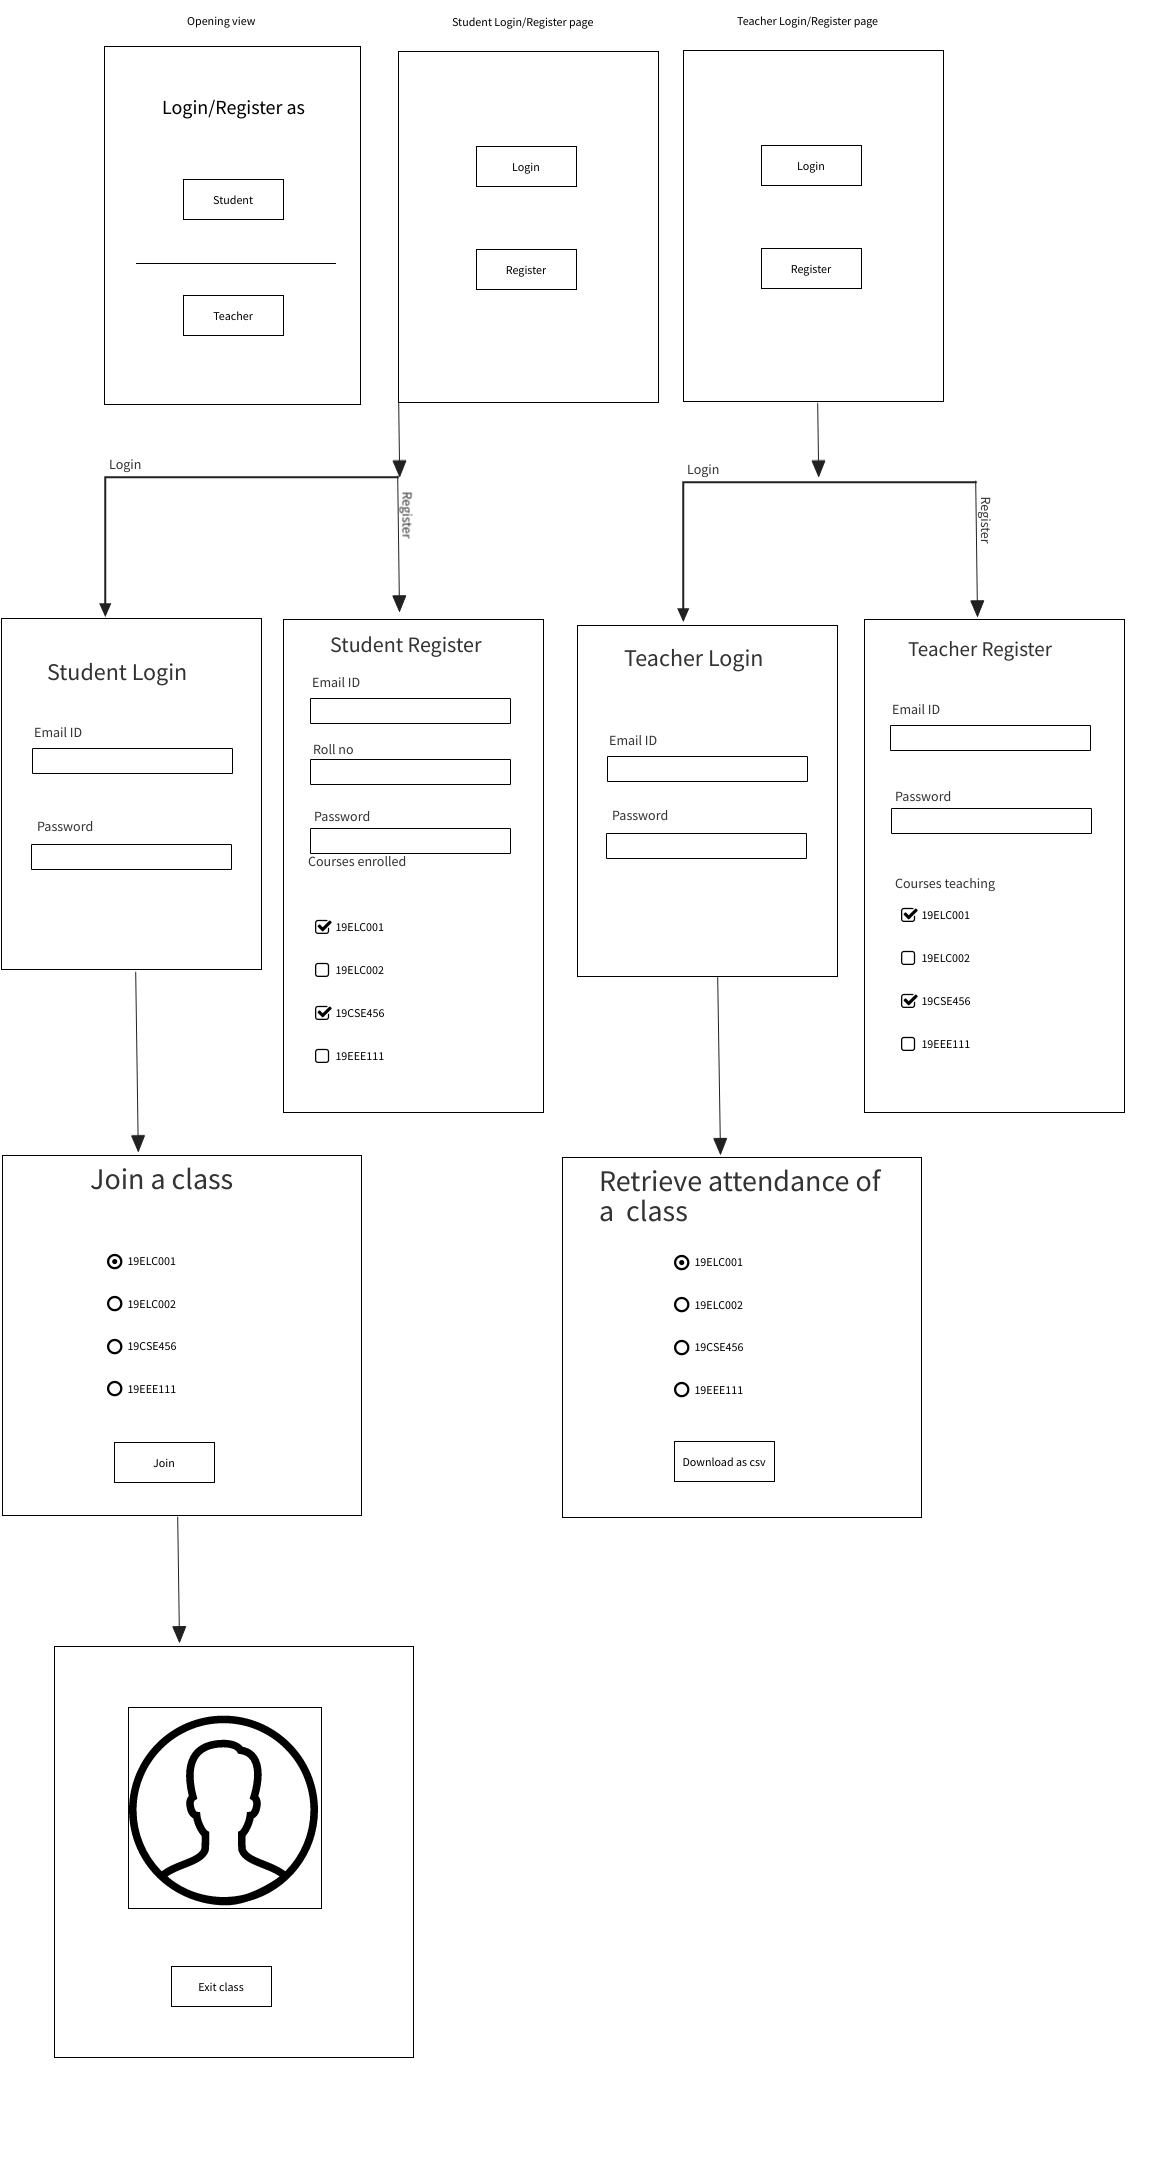 Opening view
Student Login/Register page
Teacher Login/Register page
Login/Register as
Student
Teacher
Login
Register
Login
Register
Login
Register
Login
Register
Student Login
Email ID
Password
Student Register
Email ID
Roll no
Password
Courses enrolled
19ELC001
19ELC002
19CSE456
19EEE111
Teacher Login
Email ID
Password
Teacher Register
Email ID
Password
Courses teaching
19ELC001
19ELC002
19CSE456
19EEE111
Join a class
19ELC001
19ELC002
19CSE456
19EEE111
Join
Retrieve attendance of
a class
19ELC001
19ELC002
19CSE456
19EEE111
Download as csv
Exit class